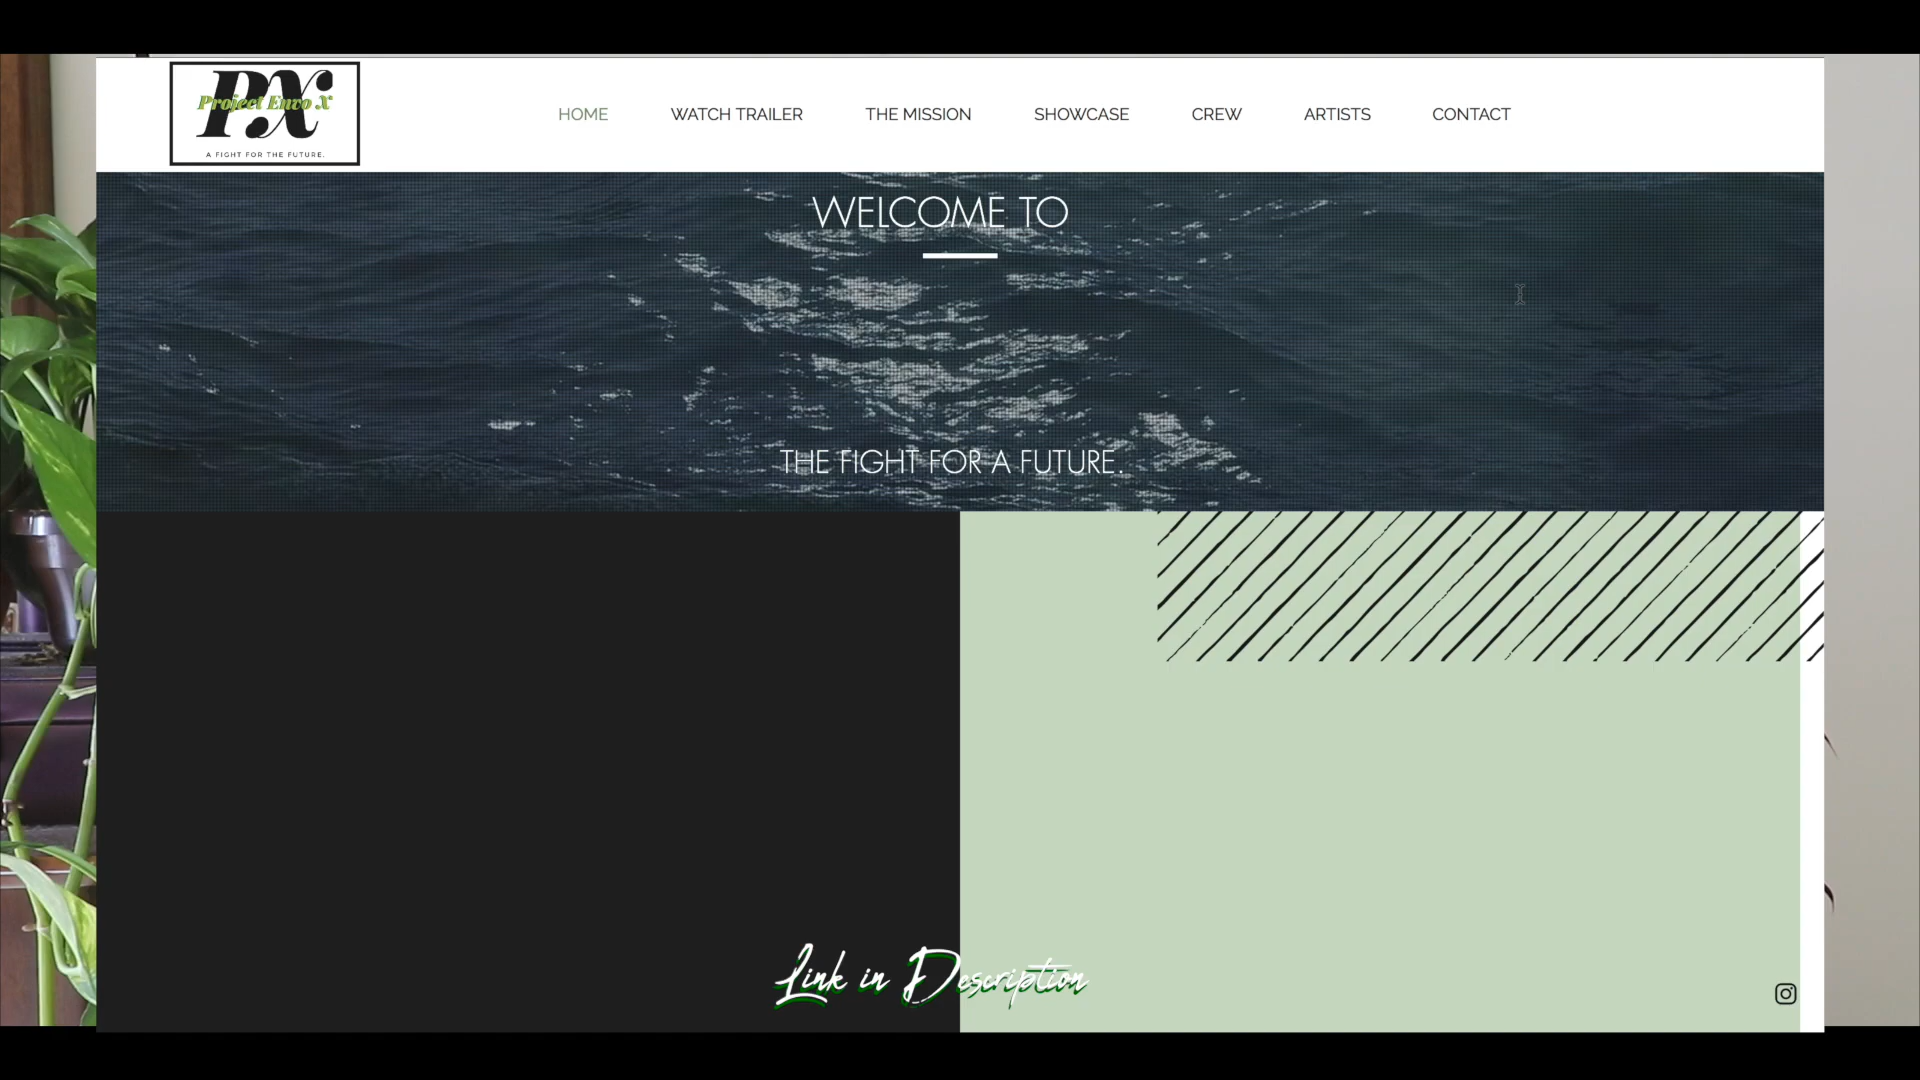 PX
Project Envo X
A FIGHT FOR THE FUTURE.
HOME WATCH TRAILER THE MISSION SHOWCASE CREW ARTISTS CONTACT
WELCOME TO
THE FIGHT FOR A FUTURE.
Link in Description